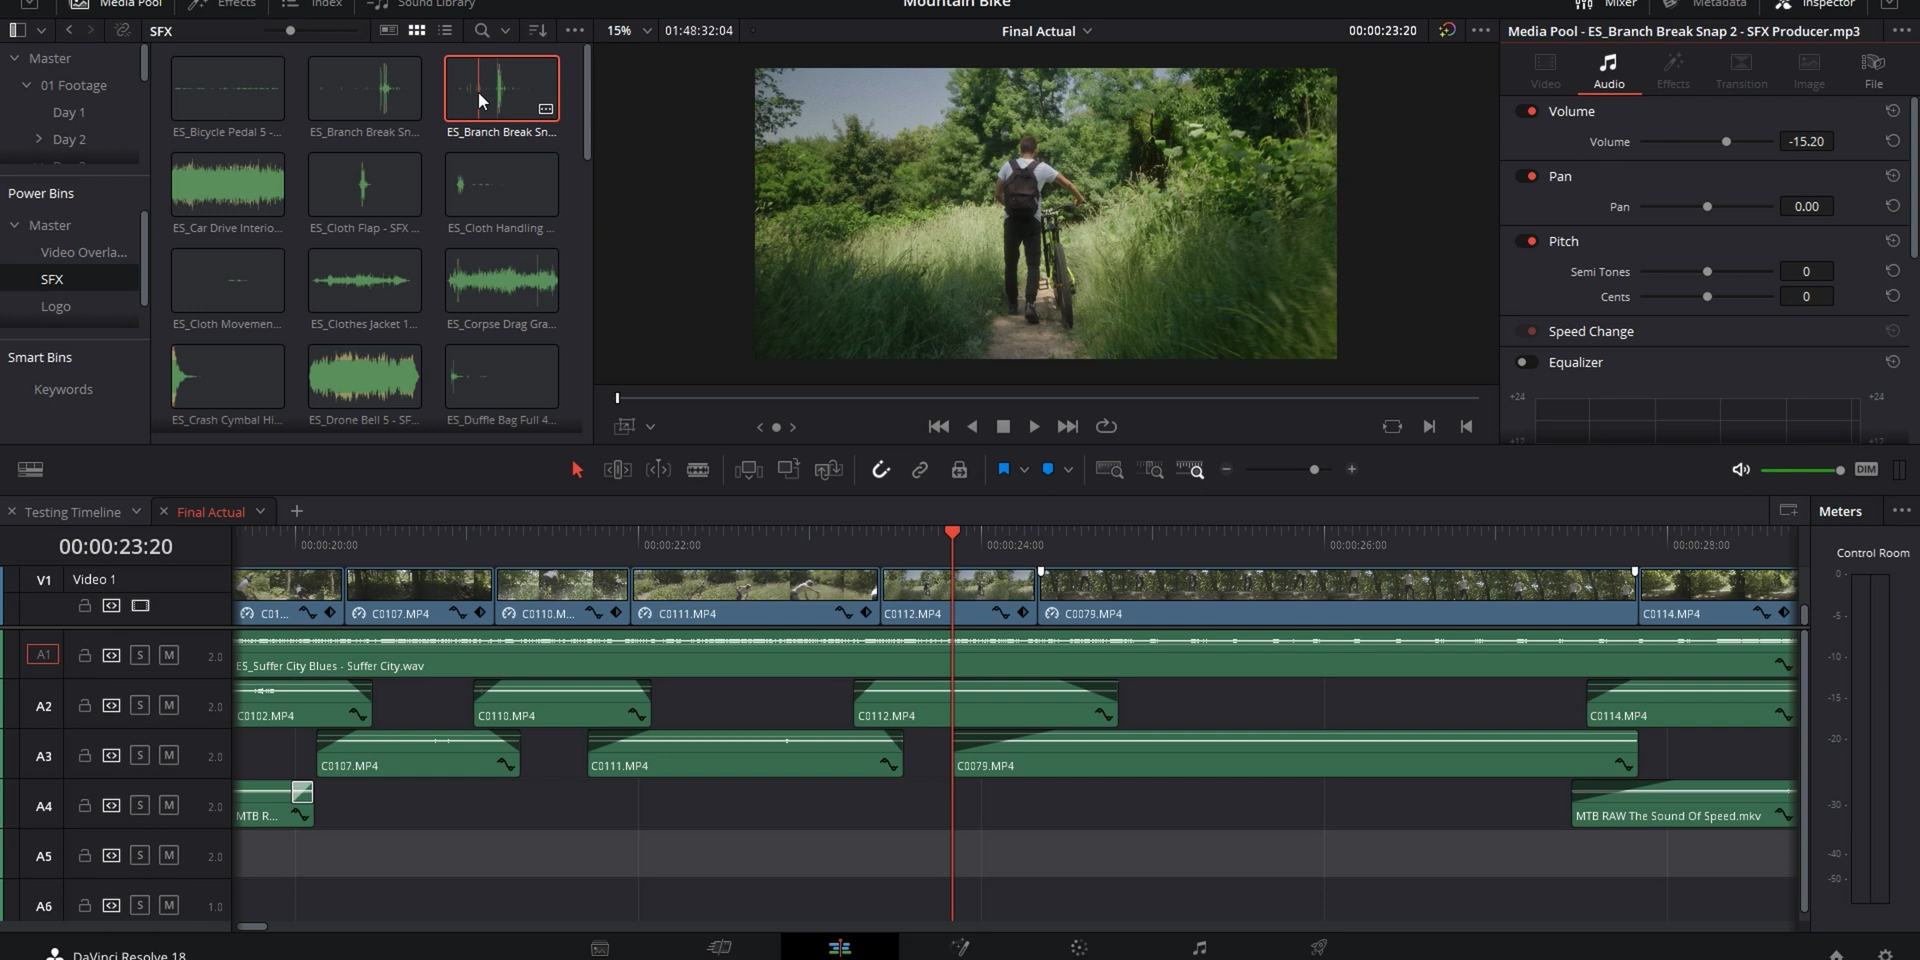 Media Pool
Effects
Index
Sound Library
Mountain Bike
Mixer
Metadata
Inspector
SFX
15%
01:48:32:04
Final Actual
00:00:23:20
Media Pool - ES_Branch Break Snap 2 - SFX Producer.mp3
Master
01 Footage
Day 1
Day 2
Power Bins
Master
Video Overla...
SFX
Logo
Smart Bins
Keywords
ES_Bicycle Pedal 5 -...
ES_Branch Break Sn...
ES_Branch Break Sn...
ES_Car Drive Interio...
ES_Cloth Flap - SFX ...
ES_Cloth Handling ...
ES_Cloth Movemen...
ES_Clothes Jacket 1...
ES_Corpse Drag Gra...
ES_Crash Cymbal Hi...
ES_Drone Bell 5 - SF...
ES_Duffle Bag Full 4...
Video
Audio
Effects
Transition
Image
File
Volume
Volume
-15.20
Pan
Pan
0.00
Pitch
Semi Tones
0
Cents
0
Speed Change
Equalizer
+24
+24
+12
+12
DIM
Testing Timeline
Final Actual
Meters
00:00:23:20
00:00:20:00
00:00:22:00
00:00:24:00
00:00:26:00
00:00:28:00
Control Room
V1
Video 1
C01...
C0107.MP4
C0110.M...
C0111.MP4
C0112.MP4
C0079.MP4
C0114.MP4
A1
S
M
2.0
ES_Suffer City Blues - Suffer City.wav
A2
S
M
2.0
C0102.MP4
C0110.MP4
C0112.MP4
C0114.MP4
A3
S
M
2.0
C0107.MP4
C0111.MP4
C0079.MP4
A4
S
M
2.0
MTB R...
MTB RAW The Sound Of Speed.mkv
A5
S
M
2.0
A6
S
M
1.0
0
-5
-10
-15
-20
-30
-40
-50
DaVinci Resolve 18